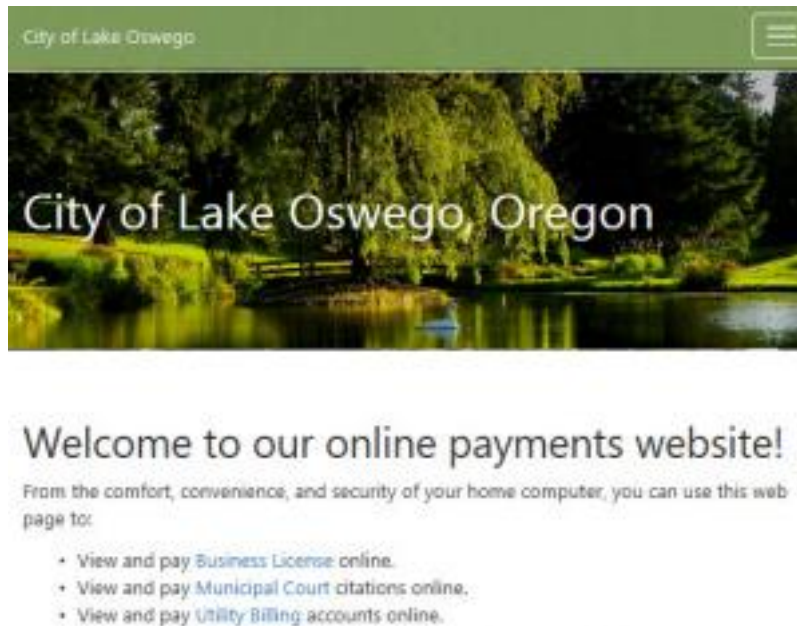 City of Lake Oswego
City of Lake Oswego, Oregon
Welcome to our online payments website!
From the comfort, convenience, and security of your home computer, you can use this web
page to:
• View and pay Business License online.
• View and pay Municipal Court citations online.
• View and pay Utility Billing accounts online.